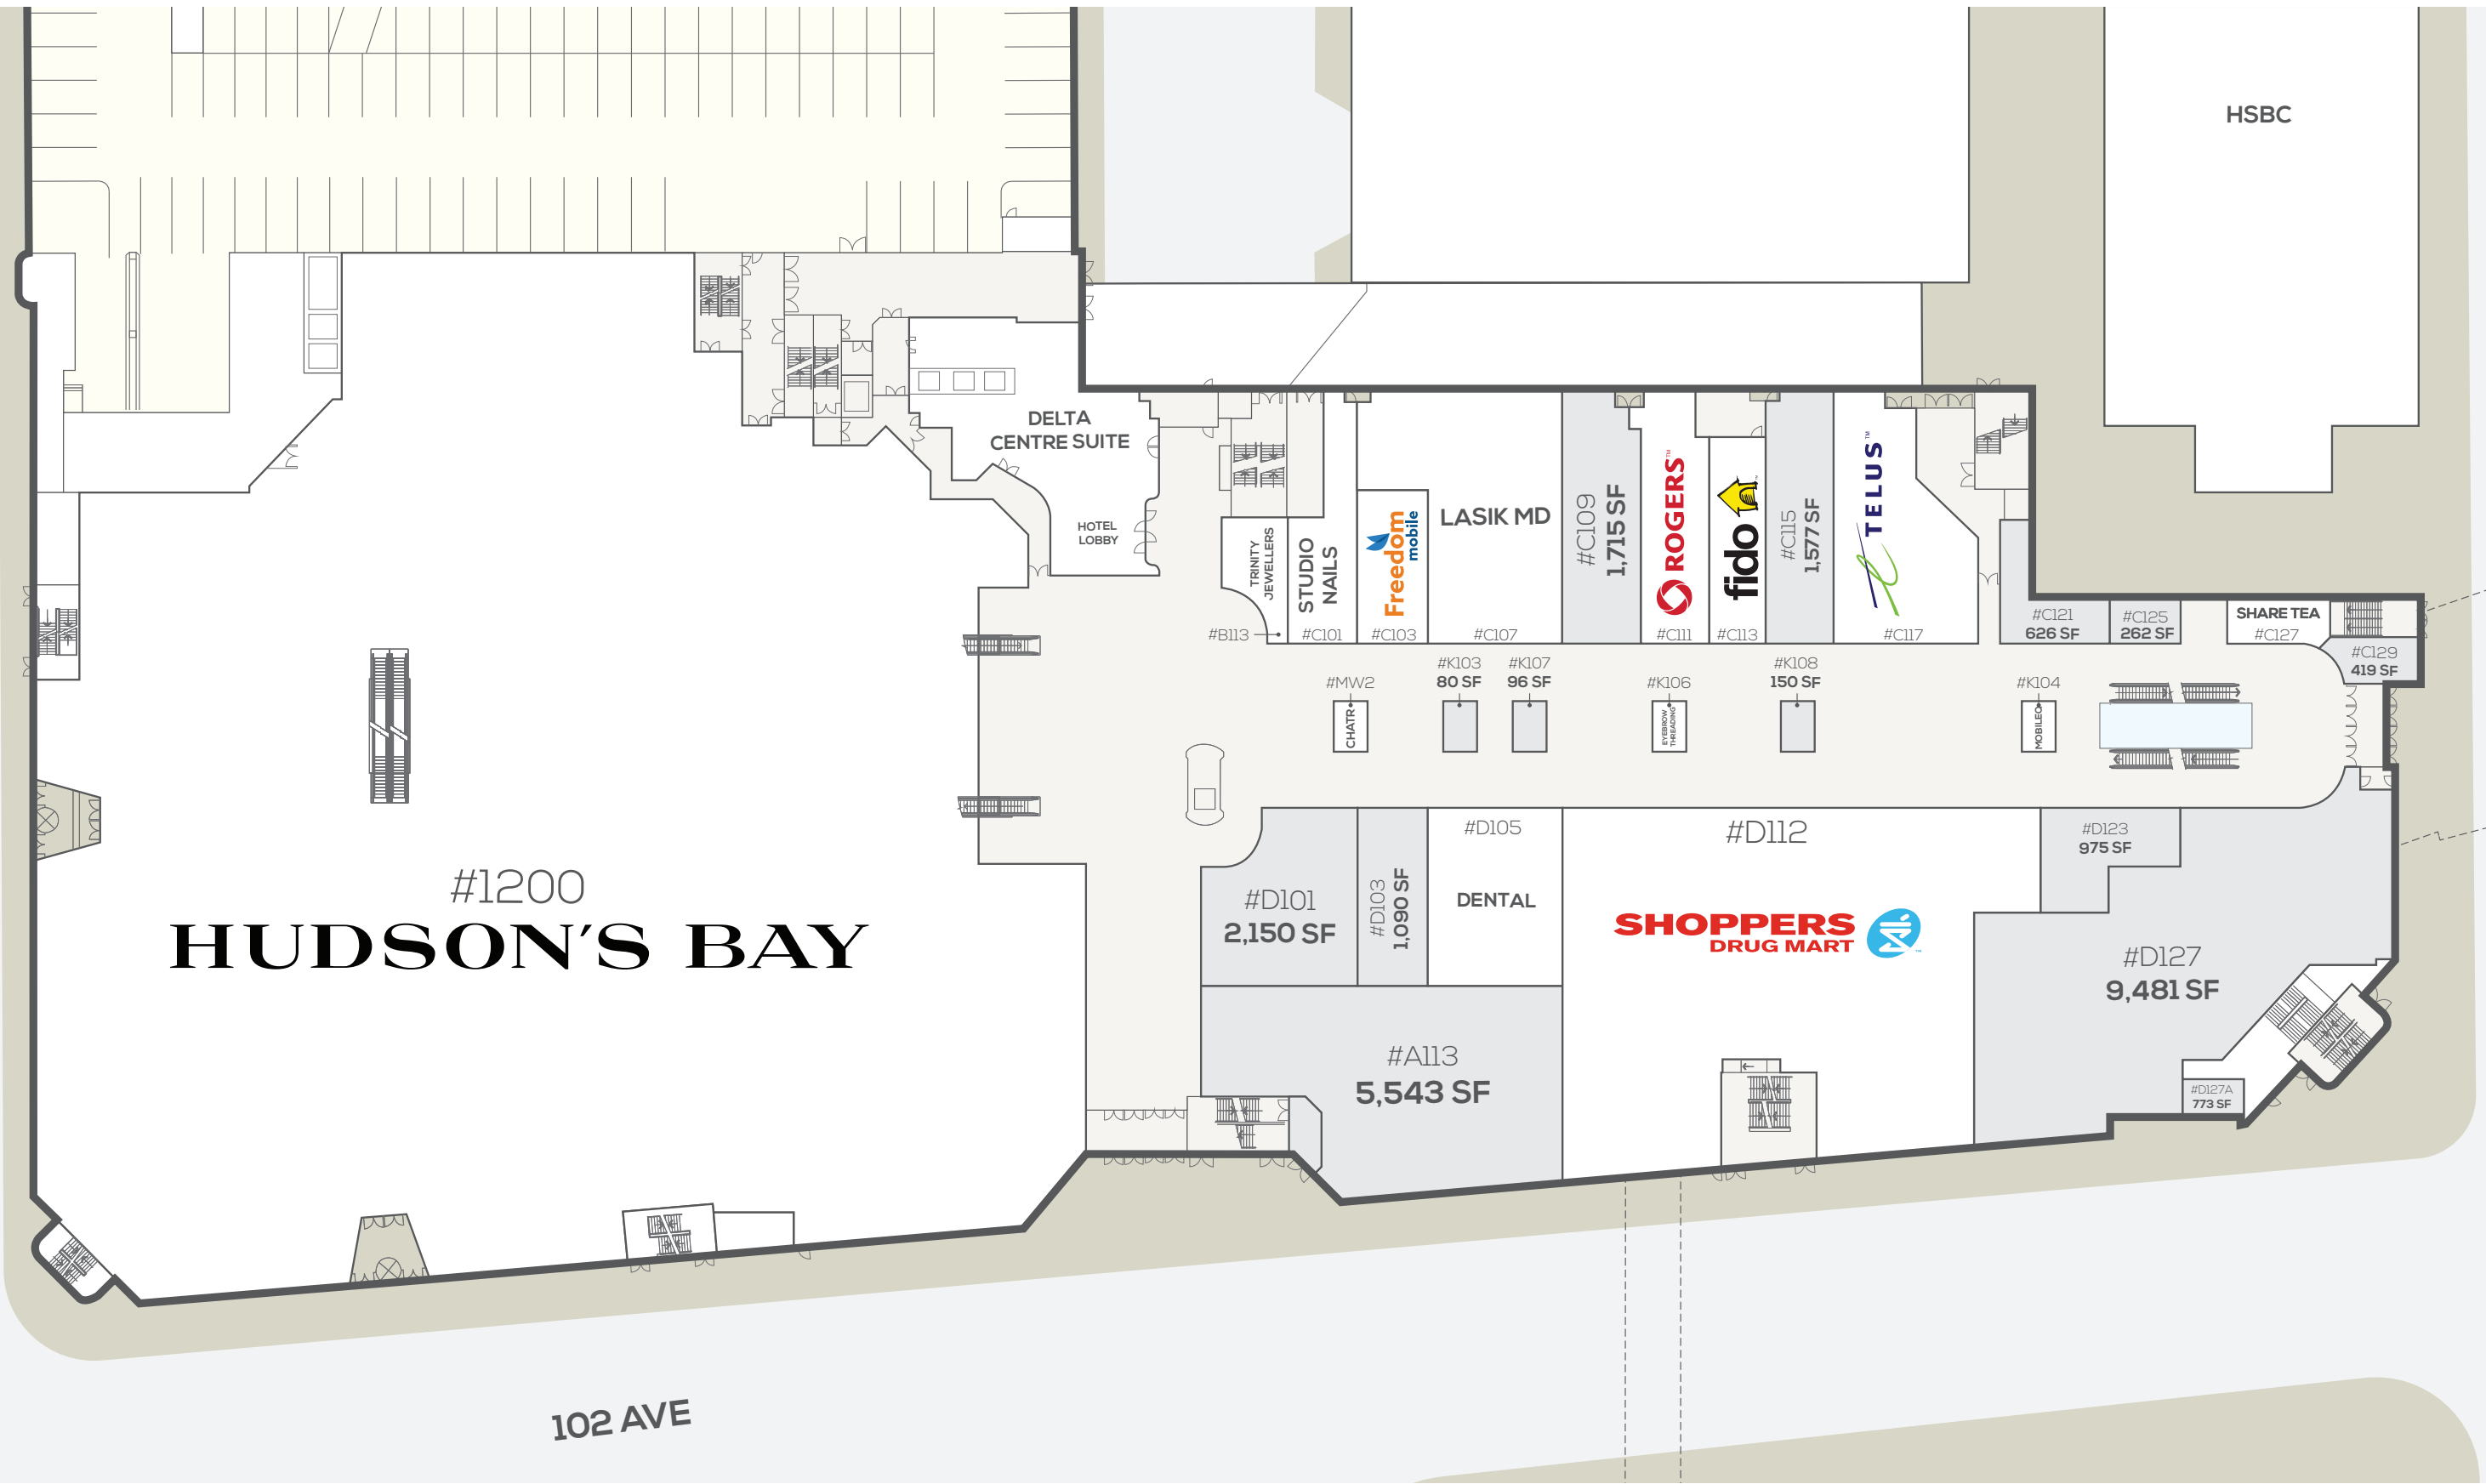 HSBC
DELTA
CENTRE SUITE
HOTEL
LOBBY
TRINITY
JEWELLERS
#B113
STUDIO
NAILS
#C101
Freedom
mobile
#C103
LASIK MD
#C107
#C109
1,715 SF
ROGERS™
#C111
fido
#C113
#C115
1,577 SF
TELUS™
#C117
#C121
626 SF
#C125
262 SF
SHARE TEA
#C127
#C129
419 SF
#MW2
CHATR
#K103
80 SF
#K107
96 SF
#K106
EYEBROW
THREADING
#K108
150 SF
#K104
MOBILEQ
#1200
HUDSON'S BAY
#D101
2,150 SF
#D103
1,090 SF
#D105
DENTAL
#D112
SHOPPERS
DRUG MART
#D123
975 SF
#D127
9,481 SF
#D127A
773 SF
#A113
5,543 SF
102 AVE